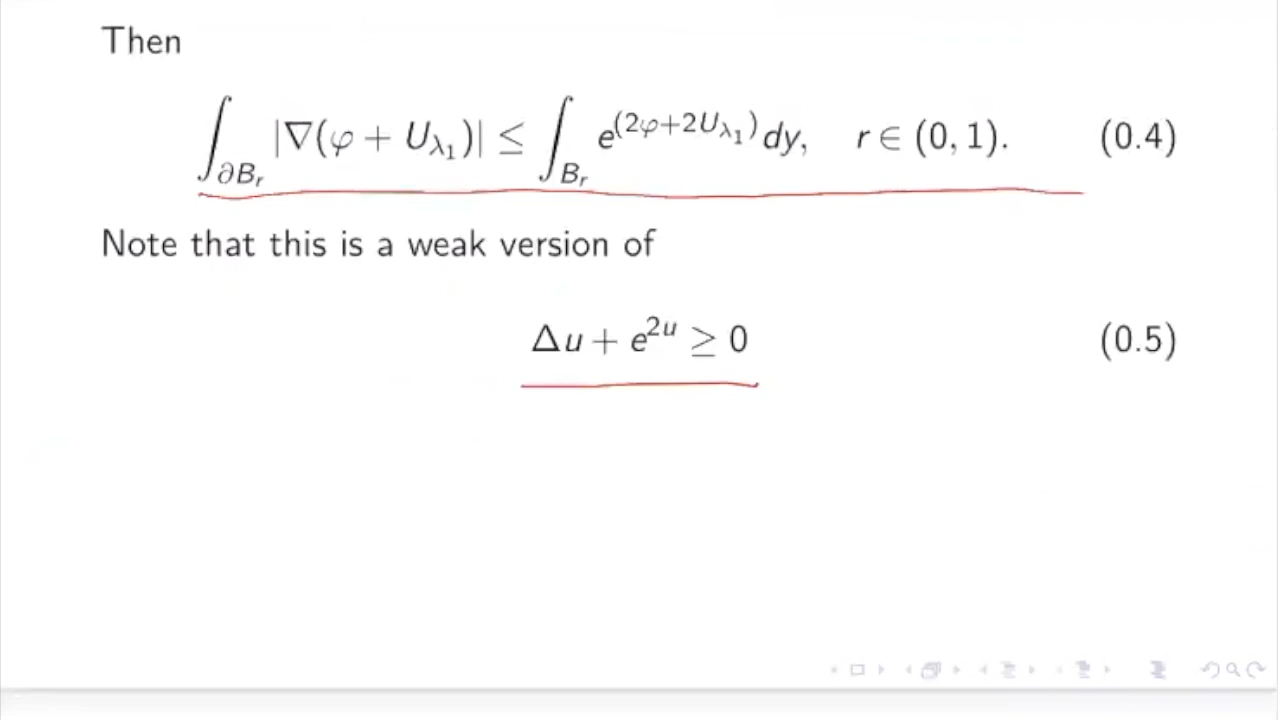 Then
∫_{∂B_r} |∇(φ + U_{λ_1})| ≤ ∫_{B_r} e^{(2φ+2U_{λ_1})} dy, r ∈ (0, 1). (0.4)
Note that this is a weak version of
Δu + e^{2u} ≥ 0 (0.5)